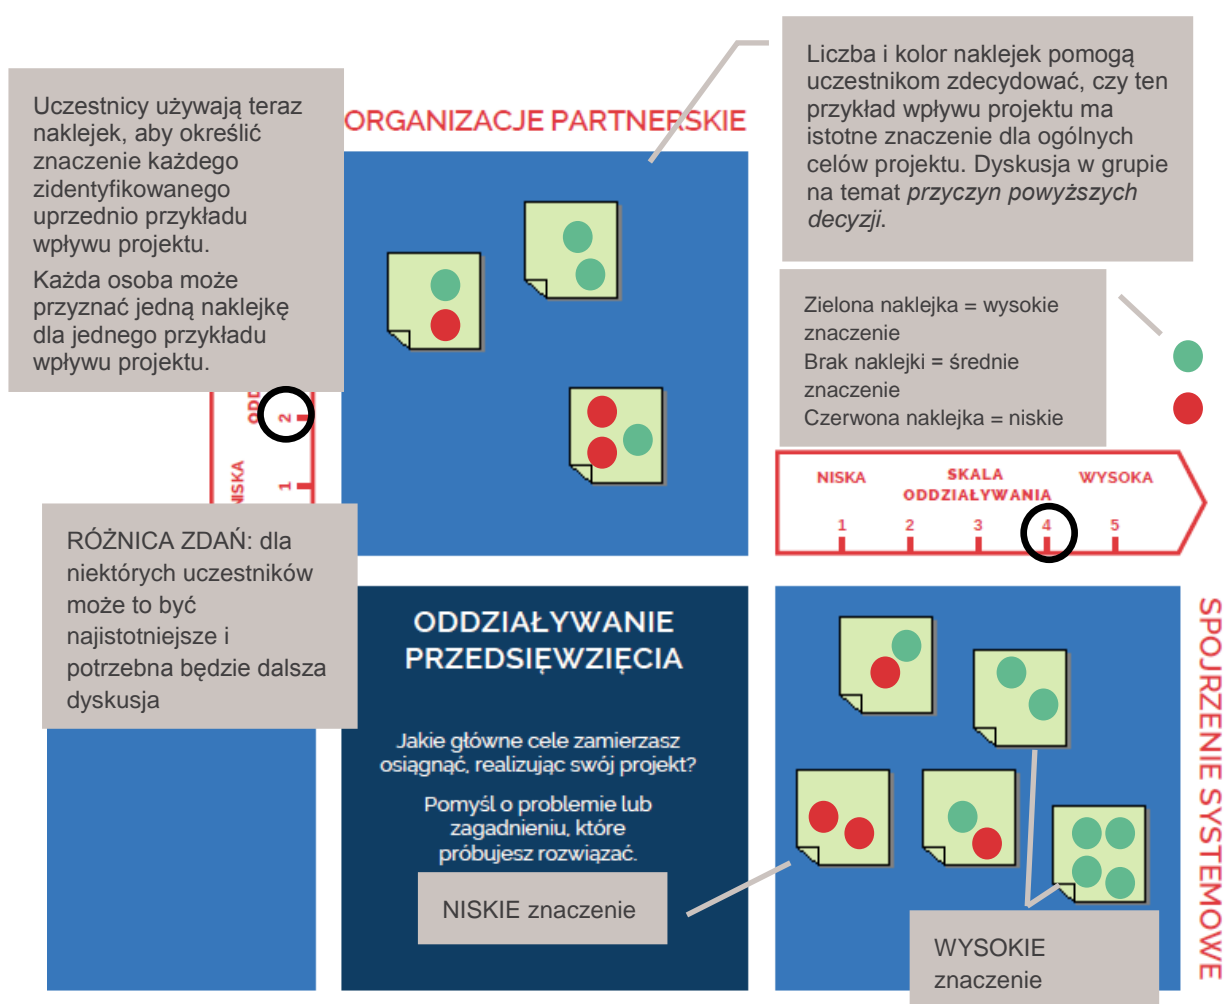 Uczestnicy używają teraz
naklejek, aby określić
znaczenie każdego
zidentyfikowanego
uprzednio przykładu
wpływu projektu.
Każda osoba może
przyznać jedną naklejkę
dla jednego przykładu
wpływu projektu.
ORGANIZACJE PARTNERSKIE
Liczba i kolor naklejek pomogą
uczestnikom zdecydować, czy ten
przykład wpływu projektu ma
istotne znaczenie dla ogólnych
celów projektu. Dyskusja w grupie
na temat przyczyn powyższych
decyzji.
Zielona naklejka = wysokie
znaczenie
Brak naklejki = średnie
znaczenie
Czerwona naklejka = niskie
2
1
NISKA
SKALA
WYSOKA
ODDZIAŁYWANIA
1 2 3 4 5
RÓŻNICA ZDAŃ: dla
niektórych uczestników
może to być
najistotniejsze i
potrzebna będzie dalsza
dyskusja
ODDZIAŁYWANIE
PRZEDSIĘWZIĘCIA
Jakie główne cele zamierzasz
osiągnąć, realizując swój projekt?
Pomyśl o problemie lub
zagadnieniu, które
próbujesz rozwiązać.
NISKIE znaczenie
WYSOKIE
znaczenie
SPOJRZENIE SYSTEMOWE